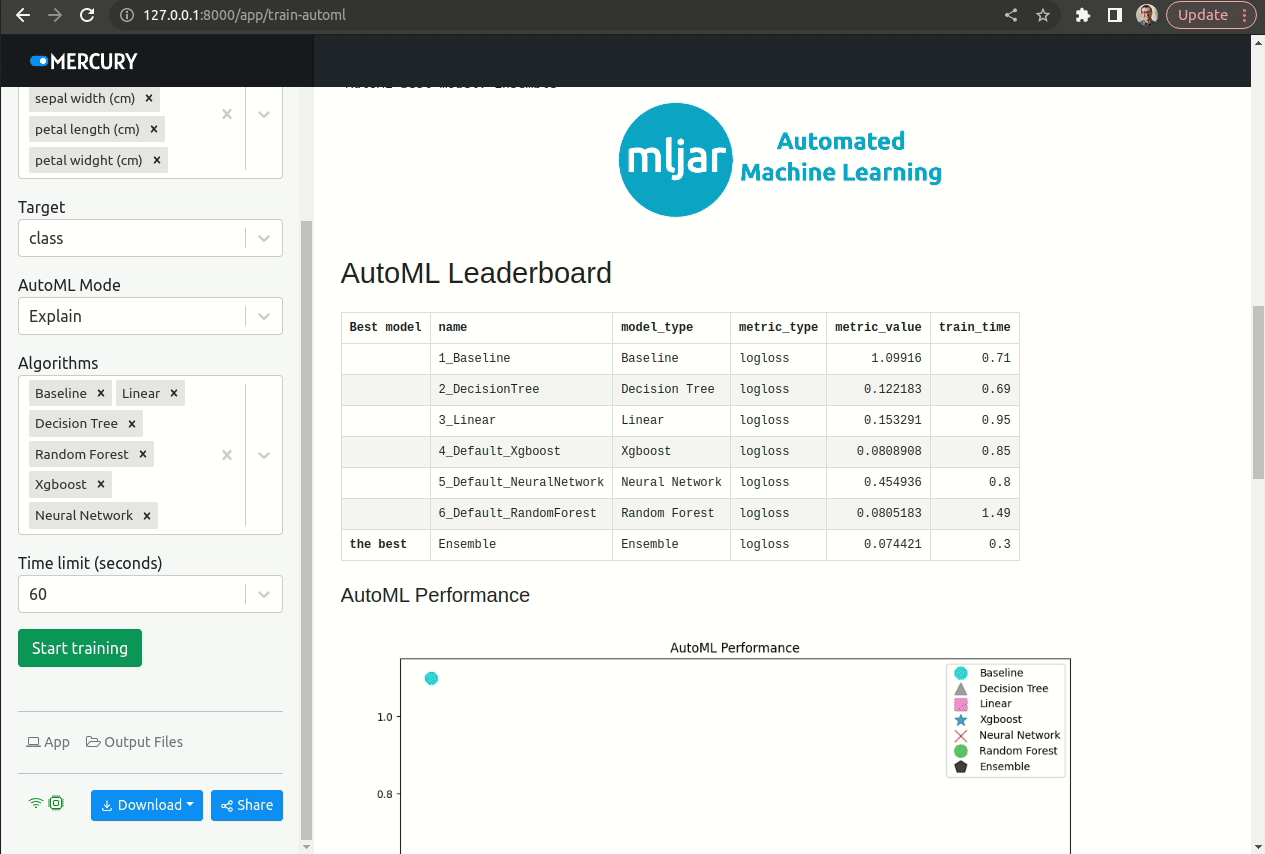 127.0.0.1:8000/app/train-automl
Update
MERCURY
sepal width (cm) ×
petal length (cm) ×
petal widght (cm) ×
Target
class
AutoML Mode
Explain
Algorithms
Baseline × Linear ×
Decision Tree ×
Random Forest ×
Xgboost ×
Neural Network ×
Time limit (seconds)
60
Start training
App Output Files
Download Share
AutoML best model: Ensemble
mljar
Automated
Machine Learning
AutoML Leaderboard
Best model name model_type metric_type metric_value train_time
1_Baseline Baseline logloss 1.09916 0.71
2_DecisionTree Decision Tree logloss 0.122183 0.69
3_Linear Linear logloss 0.153291 0.95
4_Default_Xgboost Xgboost logloss 0.0808908 0.85
5_Default_NeuralNetwork Neural Network logloss 0.454936 0.8
6_Default_RandomForest Random Forest logloss 0.0805183 1.49
the best Ensemble Ensemble logloss 0.074421 0.3
AutoML Performance
AutoML Performance
1.0
0.8
Baseline
Decision Tree
Linear
Xgboost
Neural Network
Random Forest
Ensemble